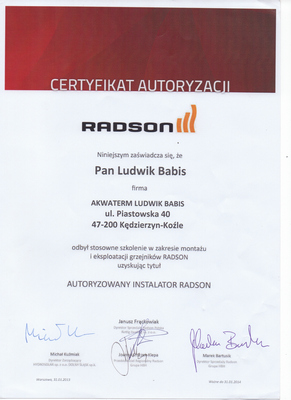 CERTYFIKAT AUTORYZACJI
RADSON
Niniejszym zaświadcza się, że
Pan Ludwik Babis
firma
AKWATERM LUDWIK BABIS
ul. Piastowska 40
47-200 Kędzierzyn-Koźle
odbył stosowne szkolenie w zakresie montażu
i eksploatacji grzejników RADSON
uzyskując tytuł
AUTORYZOWANY INSTALATOR RADSON
Janusz Frąckowiak
Michał Kuźniak
Marek Bartusik